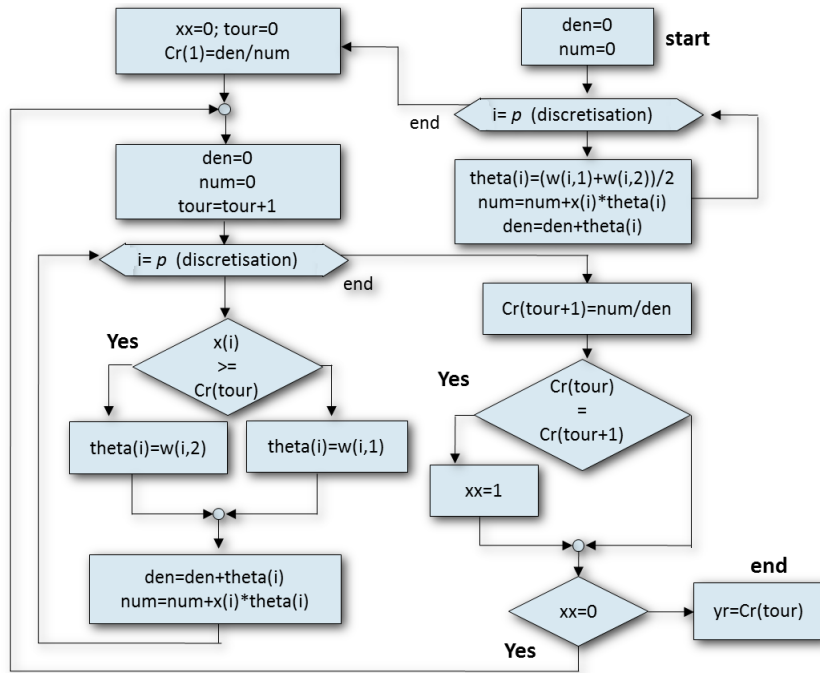 den=0
num=0
start
i= p (discretisation)
end
theta(i)=(w(i,1)+w(i,2))/2
num=num+x(i)*theta(i)
den=den+theta(i)
xx=0; tour=0
Cr(1)=den/num
den=0
num=0
tour=tour+1
i= p (discretisation)
end
x(i)
>=
Cr(tour)
Yes
theta(i)=w(i,2)
theta(i)=w(i,1)
den=den+theta(i)
num=num+x(i)*theta(i)
Cr(tour+1)=num/den
Cr(tour)
=
Cr(tour+1)
Yes
xx=1
xx=0
Yes
end
yr=Cr(tour)